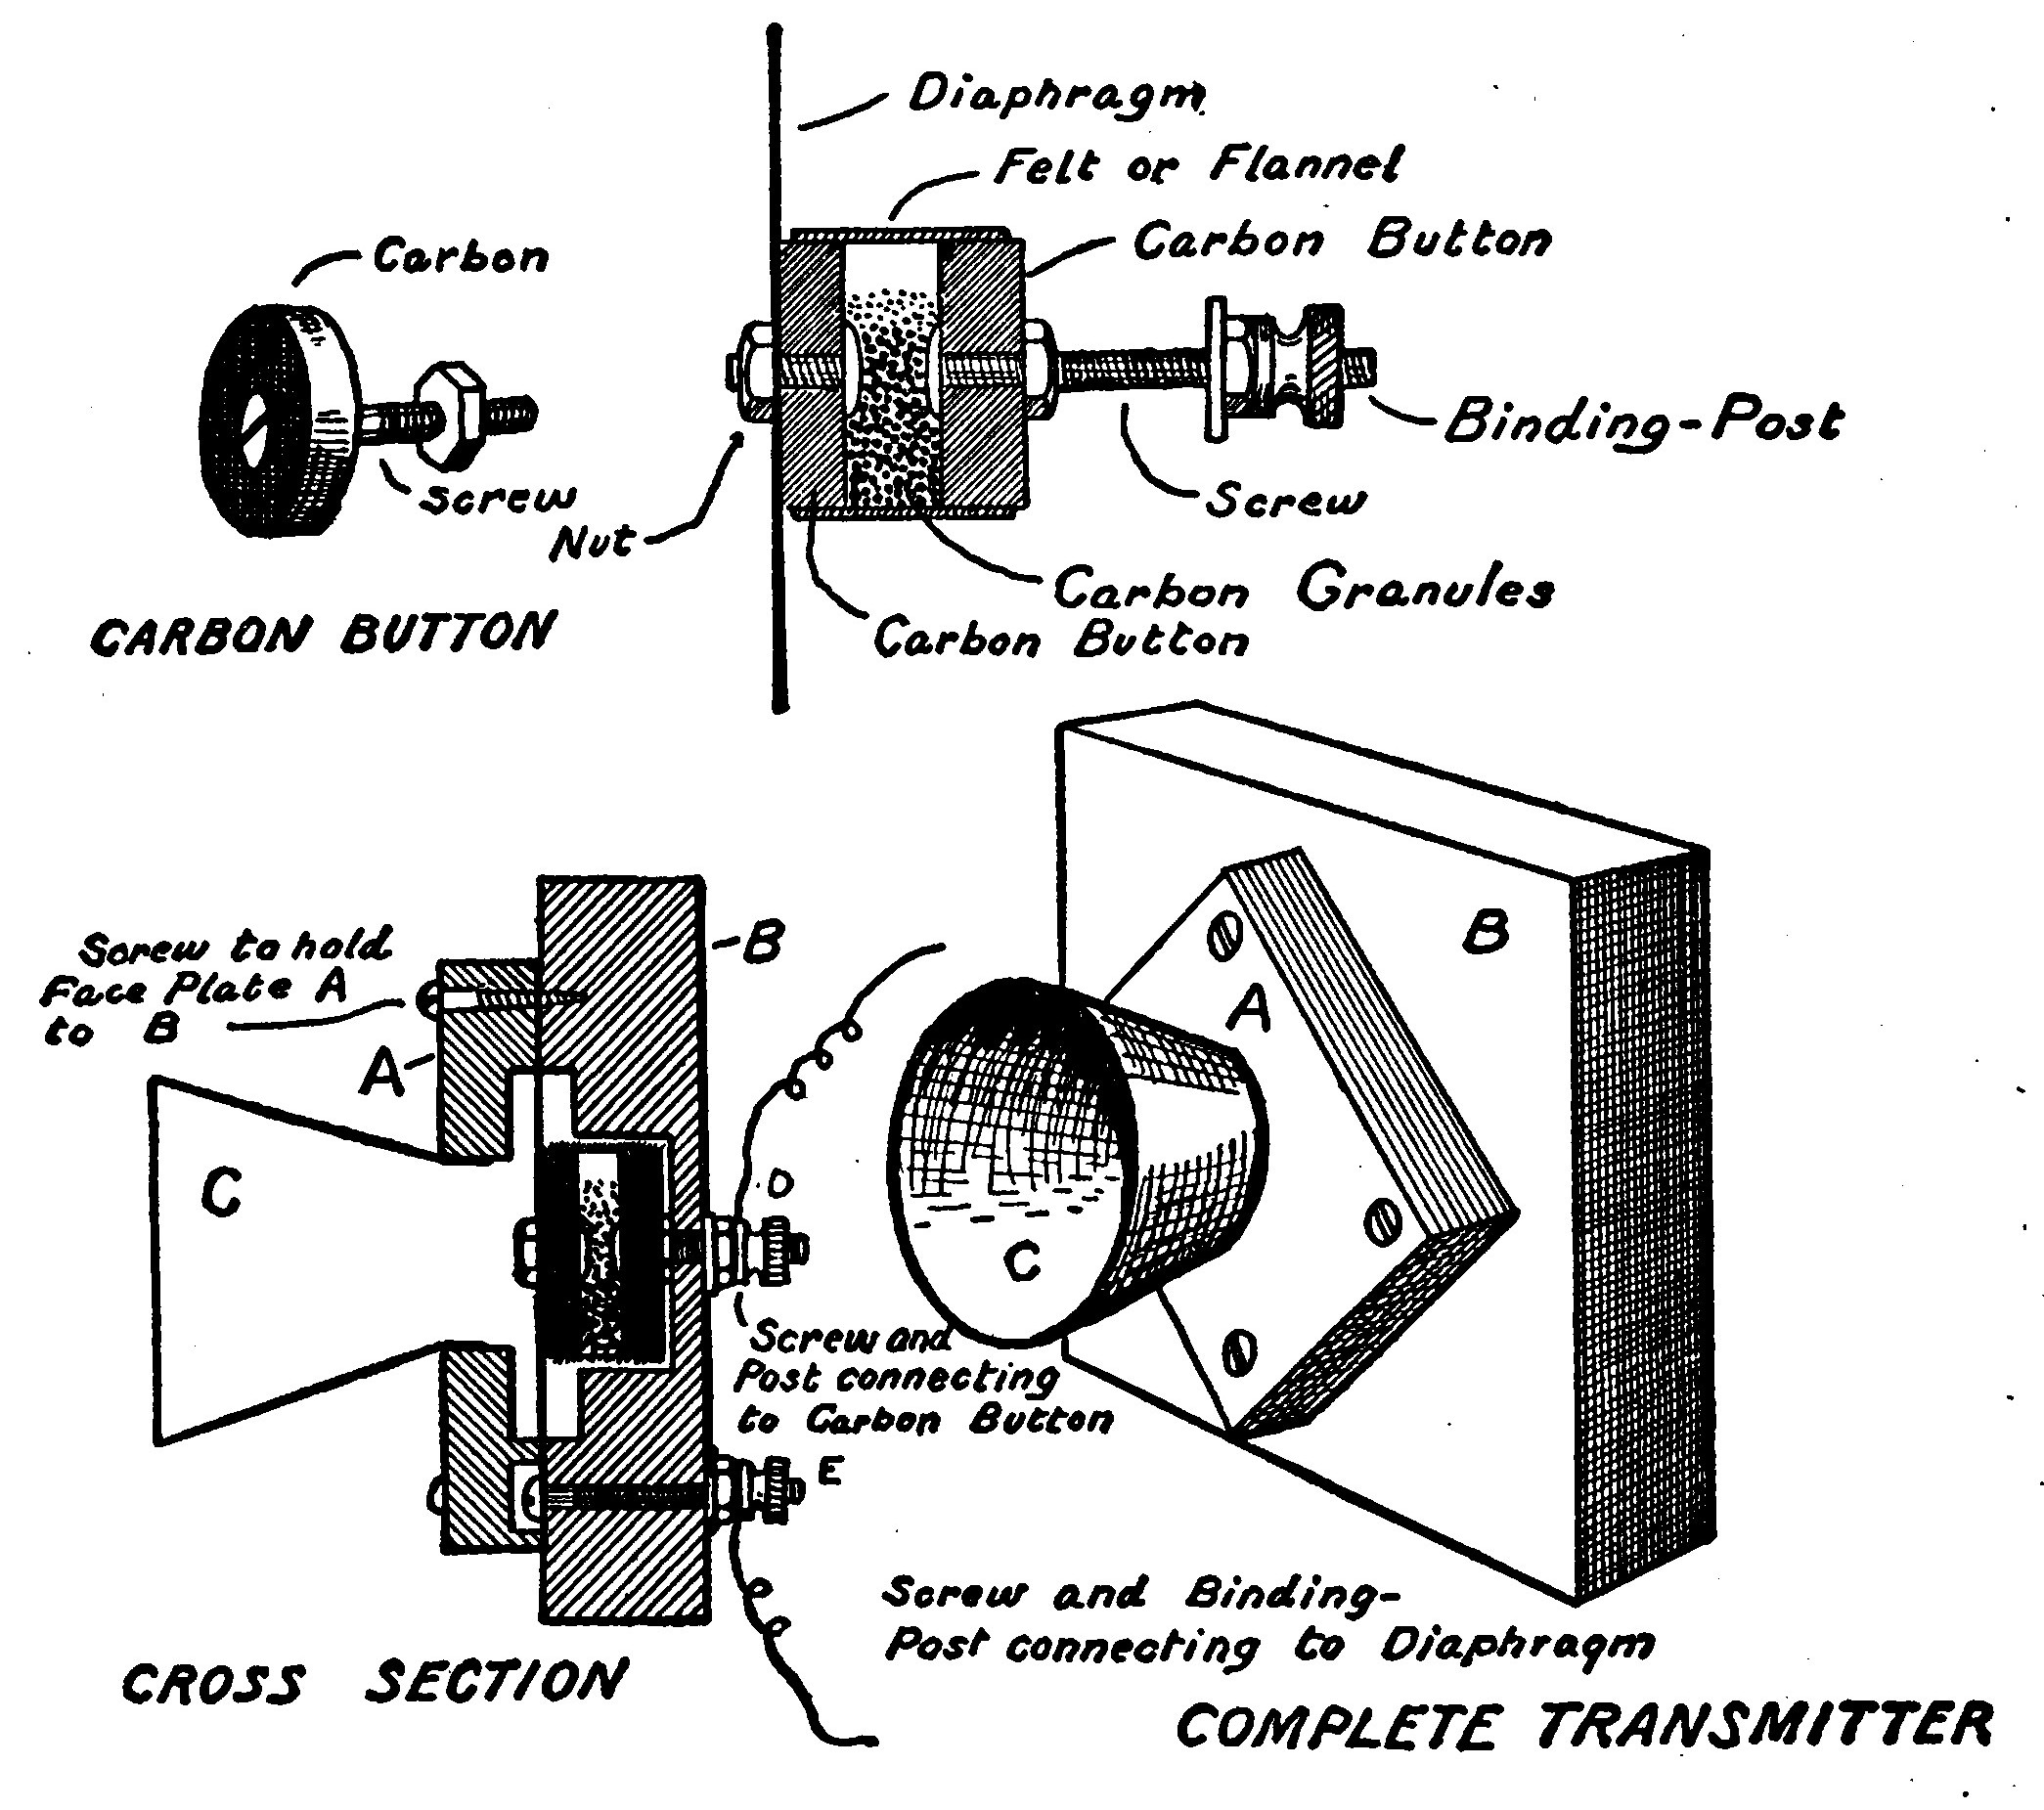 Diaphragm
Felt or Flannel
Carbon Button
Carbon
Binding-Post
Screw
Screw
Nut
Carbon Granules
Carbon Button
CARBON BUTTON
B
Screw to hold
Face Plate A
to B
A
C
D
Screw and
Post connecting
to Carbon Button
E
B
A
C
Screw and Binding-
Post connecting to Diaphragm
CROSS SECTION
COMPLETE TRANSMITTER